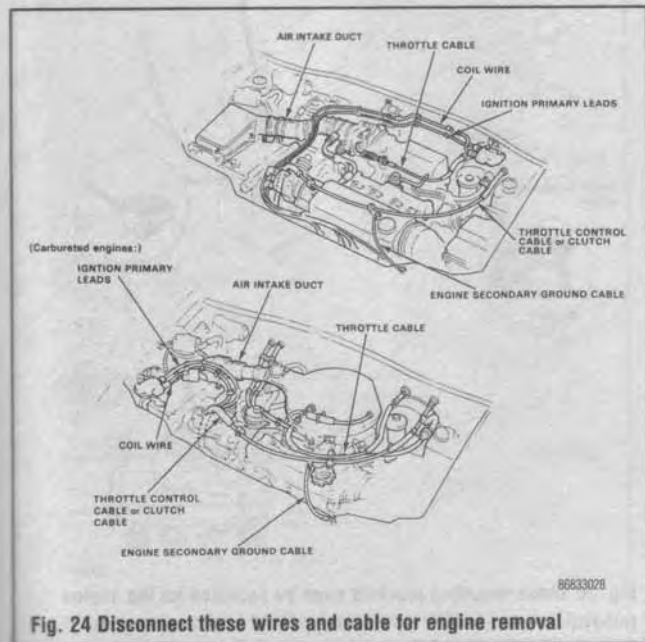 AIR INTAKE DUCT
THROTTLE CABLE
COIL WIRE
IGNITION PRIMARY LEADS
THROTTLE CONTROL
CABLE or CLUTCH
CABLE
ENGINE SECONDARY GROUND CABLE
(Carbureted engines:)
IGNTION PRIMARY
LEADS
AIR INTAKE DUCT
THROTTLE CABLE
COIL WIRE
THROTTLE CONTROL
CABLE or CLUTCH
CABLE
ENGINE SECONDARY GROUND CABLE
86833028
Fig. 24 Disconnect these wires and cable for engine removal